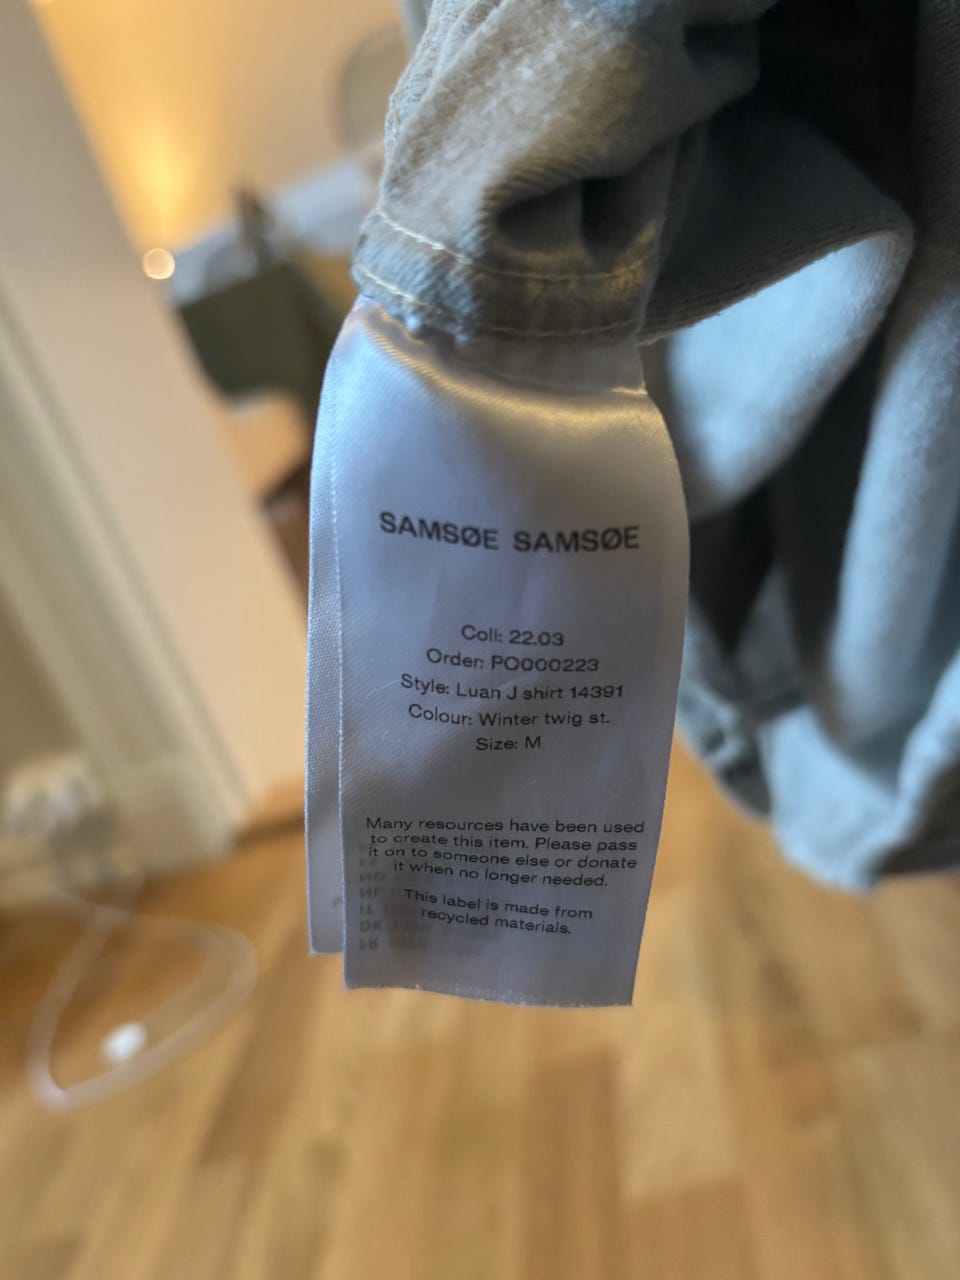 SAMSØE SAMSØE
Coll: 22.03
Order: PO000223
Style: Luan J shirt 14391
Colour: Winter twig st.
Size: M
Many resources have been used
to create this item. Please pass
it on to someone else or donate
it when no longer needed.
This label is made from
recycled materials.